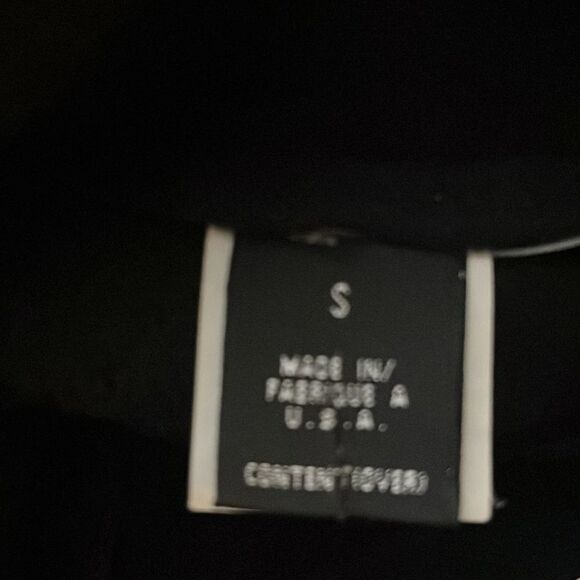 S
MADE IN/
FABRIQUE A
U.S.A.
CONTENT(OVER)